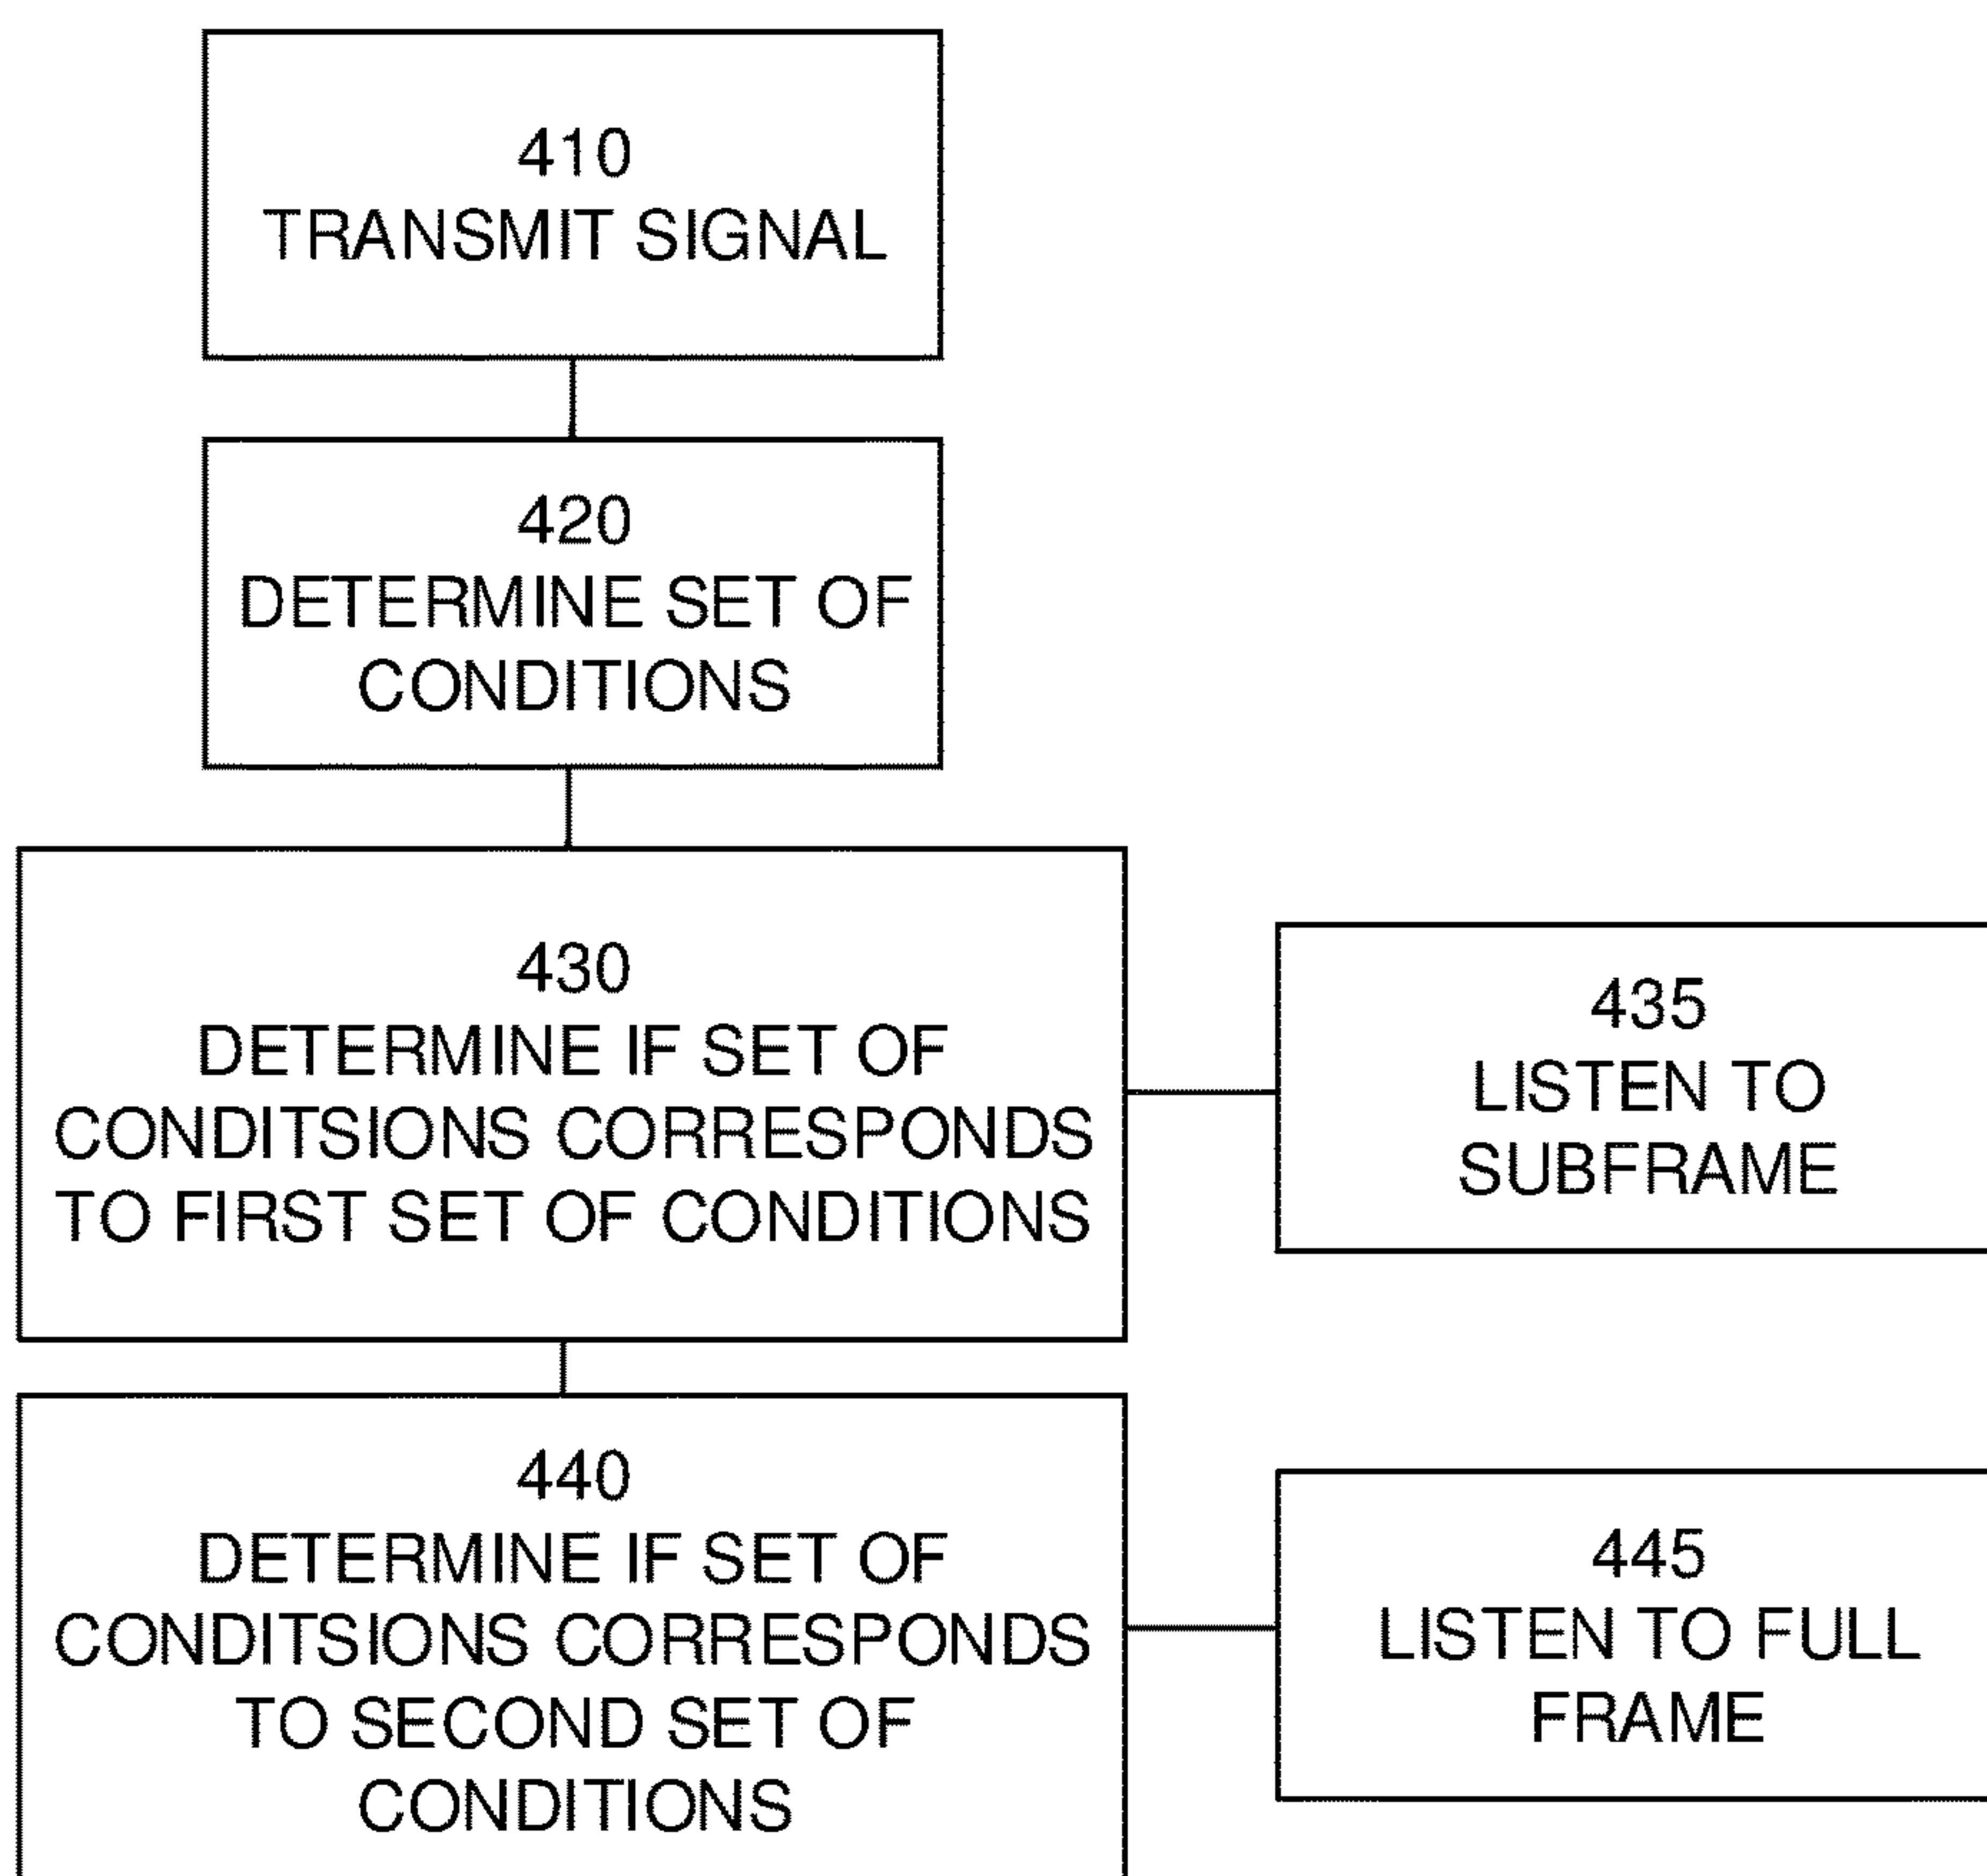 410
TRANSMIT SIGNAL
420
DETERMINE SET OF
CONDITIONS
430
DETERMINE IF SET OF
CONDITSIONS CORRESPONDS
TO FIRST SET OF CONDITIONS
435
LISTEN TO
SUBFRAME
440
DETERMINE IF SET OF
CONDITSIONS CORRESPONDS
TO SECOND SET OF
CONDITIONS
445
LISTEN TO FULL
FRAME